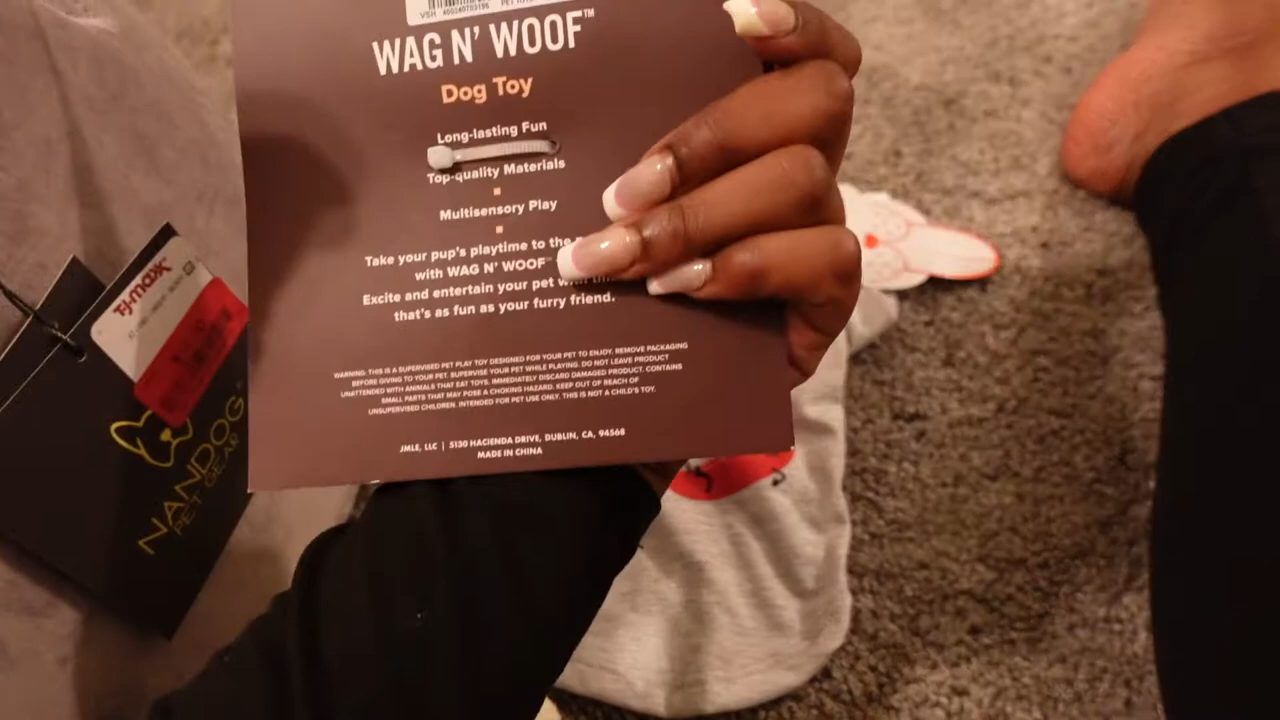 VSH 400240703195 PET TOYS
WAG N' WOOF™
Dog Toy
Long-lasting Fun
Top-quality Materials
Multisensory Play
Take your pup's playtime to the
with WAG N' WOOF™
Excite and entertain your pet
that's as fun as your furry friend.
WARNING: THIS IS A SUPERVISED PET PLAY TOY DESIGNED FOR YOUR PET TO ENJOY. REMOVE PACKAGING
BEFORE GIVING TO YOUR PET. SUPERVISE YOUR PET WHILE PLAYING. DO NOT LEAVE PRODUCT
UNATTENDED WITH ANIMALS THAT EAT TOYS. IMMEDIATELY DISCARD DAMAGED PRODUCT. CONTAINS
SMALL PARTS THAT MAY POSE A CHOKING HAZARD. KEEP OUT OF REACH OF
UNSUPERVISED CHILDREN. INTENDED FOR PET USE ONLY. THIS IS NOT A CHILD'S TOY.
JMLE, LLC | 5130 HACIENDA DRIVE, DUBLIN, CA, 94568
MADE IN CHINA
T.J.maxx
NANDOG
PET GEAR